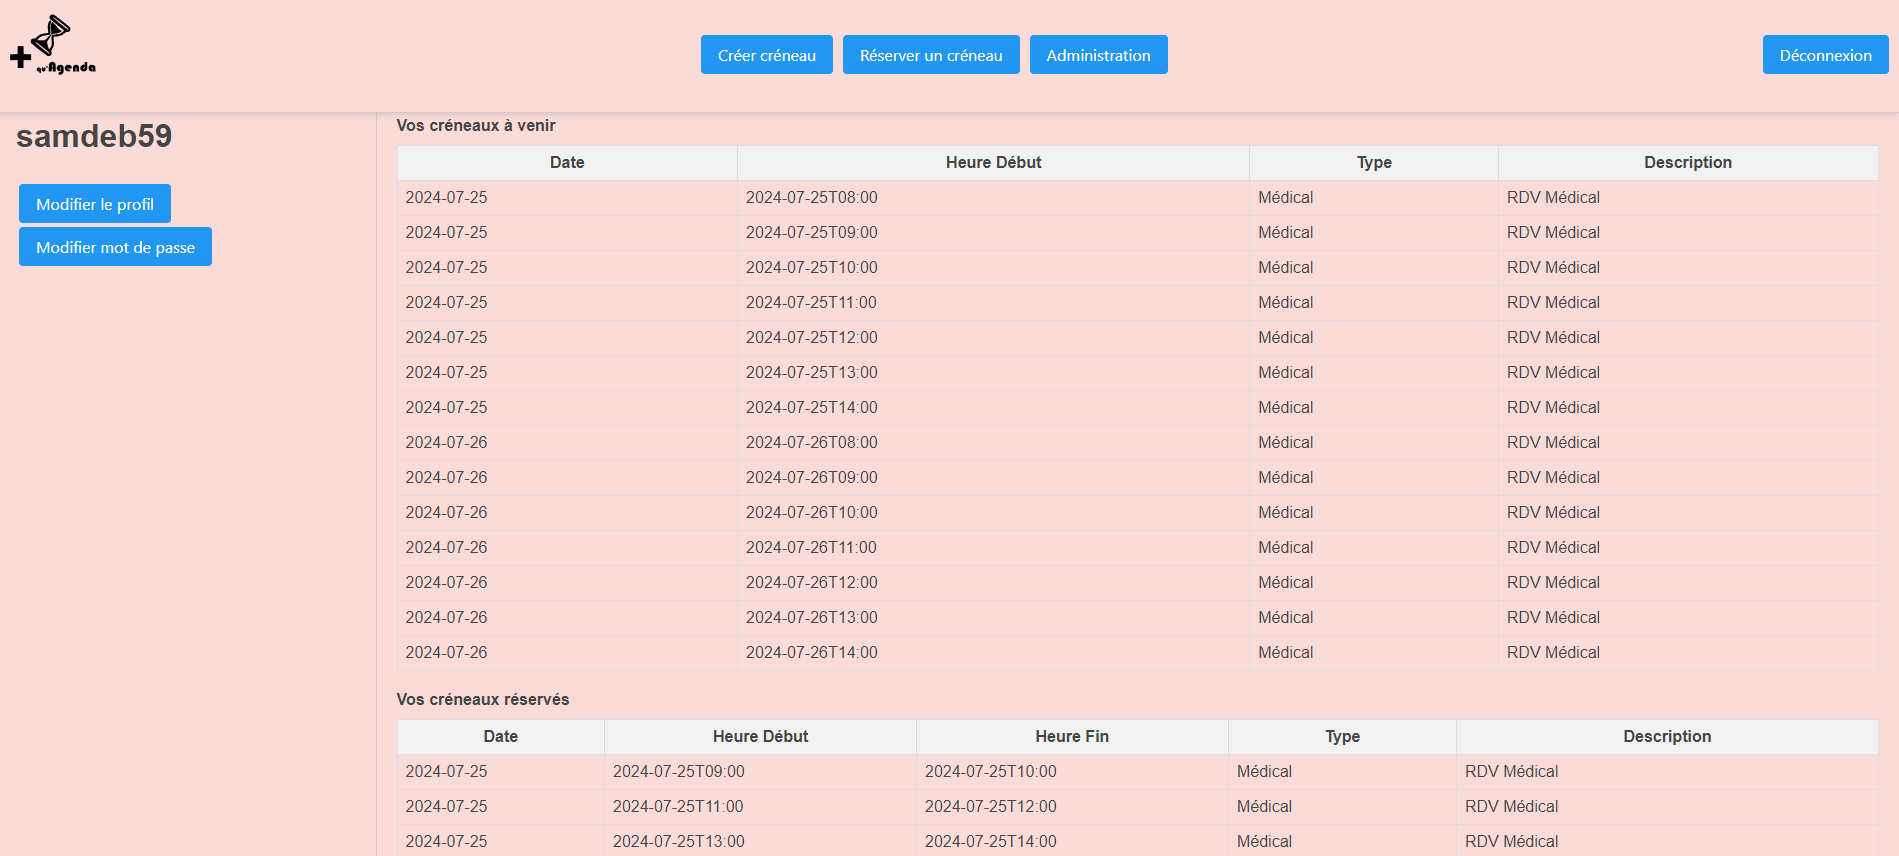 qu'Agenda
Créer créneau Réserver un créneau Administration Déconnexion
samdeb59
Modifier le profil
Modifier mot de passe
Vos créneaux à venir
Date Heure Début Type Description
2024-07-25 2024-07-25T08:00 Médical RDV Médical
2024-07-25 2024-07-25T09:00 Médical RDV Médical
2024-07-25 2024-07-25T10:00 Médical RDV Médical
2024-07-25 2024-07-25T11:00 Médical RDV Médical
2024-07-25 2024-07-25T12:00 Médical RDV Médical
2024-07-25 2024-07-25T13:00 Médical RDV Médical
2024-07-25 2024-07-25T14:00 Médical RDV Médical
2024-07-26 2024-07-26T08:00 Médical RDV Médical
2024-07-26 2024-07-26T09:00 Médical RDV Médical
2024-07-26 2024-07-26T10:00 Médical RDV Médical
2024-07-26 2024-07-26T11:00 Médical RDV Médical
2024-07-26 2024-07-26T12:00 Médical RDV Médical
2024-07-26 2024-07-26T13:00 Médical RDV Médical
2024-07-26 2024-07-26T14:00 Médical RDV Médical
Vos créneaux réservés
Date Heure Début Heure Fin Type Description
2024-07-25 2024-07-25T09:00 2024-07-25T10:00 Médical RDV Médical
2024-07-25 2024-07-25T11:00 2024-07-25T12:00 Médical RDV Médical
2024-07-25 2024-07-25T13:00 2024-07-25T14:00 Médical RDV Médical